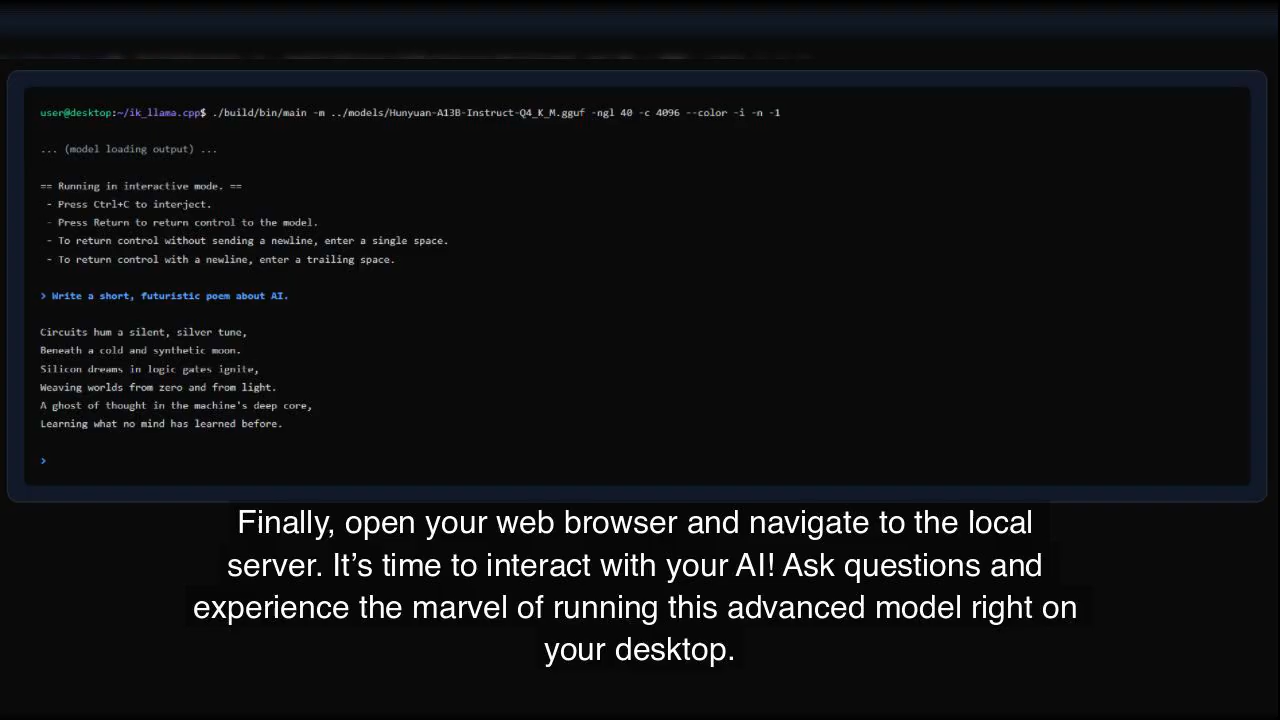 user@desktop:~/ik_llama.cpp$ ./build/bin/main -m ../models/Hunyuan-A13B-Instruct-Q4_K_M.gguf -ngl 40 -c 4096 --color -i -n -1
... (model loading output) ...
== Running in interactive mode. ==
- Press Ctrl+C to interject.
- Press Return to return control to the model.
- To return control without sending a newline, enter a single space.
- To return control with a newline, enter a trailing space.
> Write a short, futuristic poem about AI.
Circuits hum a silent, silver tune,
Beneath a cold and synthetic moon.
Silicon dreams in logic gates ignite,
Weaving worlds from zero and from light.
A ghost of thought in the machine's deep core,
Learning what no mind has learned before.
>
Finally, open your web browser and navigate to the local
server. It’s time to interact with your AI! Ask questions and
experience the marvel of running this advanced model right on
your desktop.